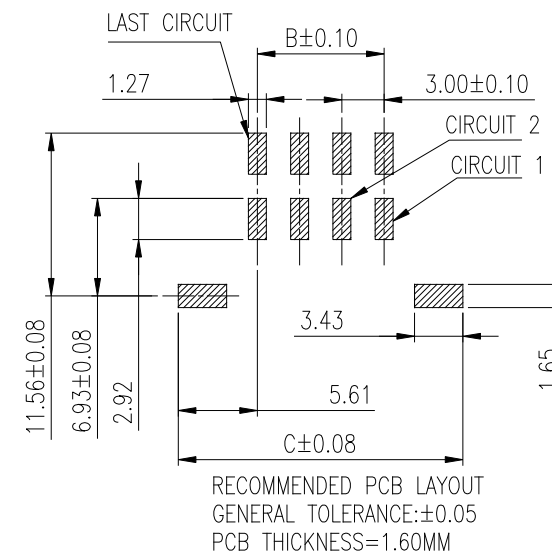 LAST CIRCUIT
B±0.10
1.27
3.00±0.10
CIRCUIT 2
CIRCUIT 1
11.56±0.08
6.93±0.08
2.92
3.43
1.65
5.61
C±0.08
RECOMMENDED PCB LAYOUT
GENERAL TOLERANCE:±0.05
PCB THICKNESS=1.60MM